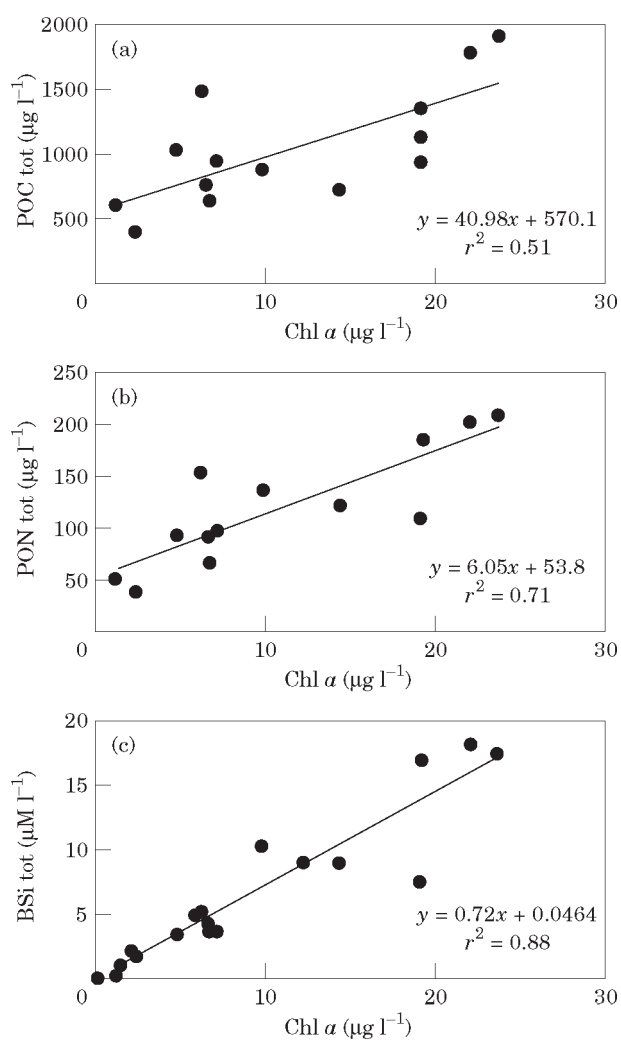 2000
(a)
1500
1000
500
POC tot (µg l⁻¹)
y = 40.98x + 570.1
r² = 0.51
0
10
20
30
Chl a (µg l⁻¹)
250
(b)
200
150
100
50
PON tot (µg l⁻¹)
y = 6.05x + 53.8
r² = 0.71
0
10
20
30
Chl a (µg l⁻¹)
20
(c)
15
10
5
BSi tot (µM l⁻¹)
y = 0.72x + 0.0464
r² = 0.88
0
10
20
30
Chl a (µg l⁻¹)